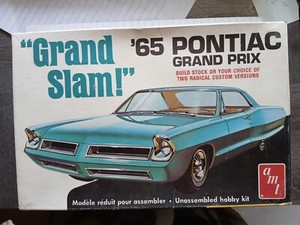 "Grand
Slam!"
'65 PONTIAC
GRAND PRIX
BUILD STOCK OR YOUR CHOICE OF
TWO RADICAL CUSTOM VERSIONS
amt
Modèle réduit pour assembler • Unassembled hobby kit